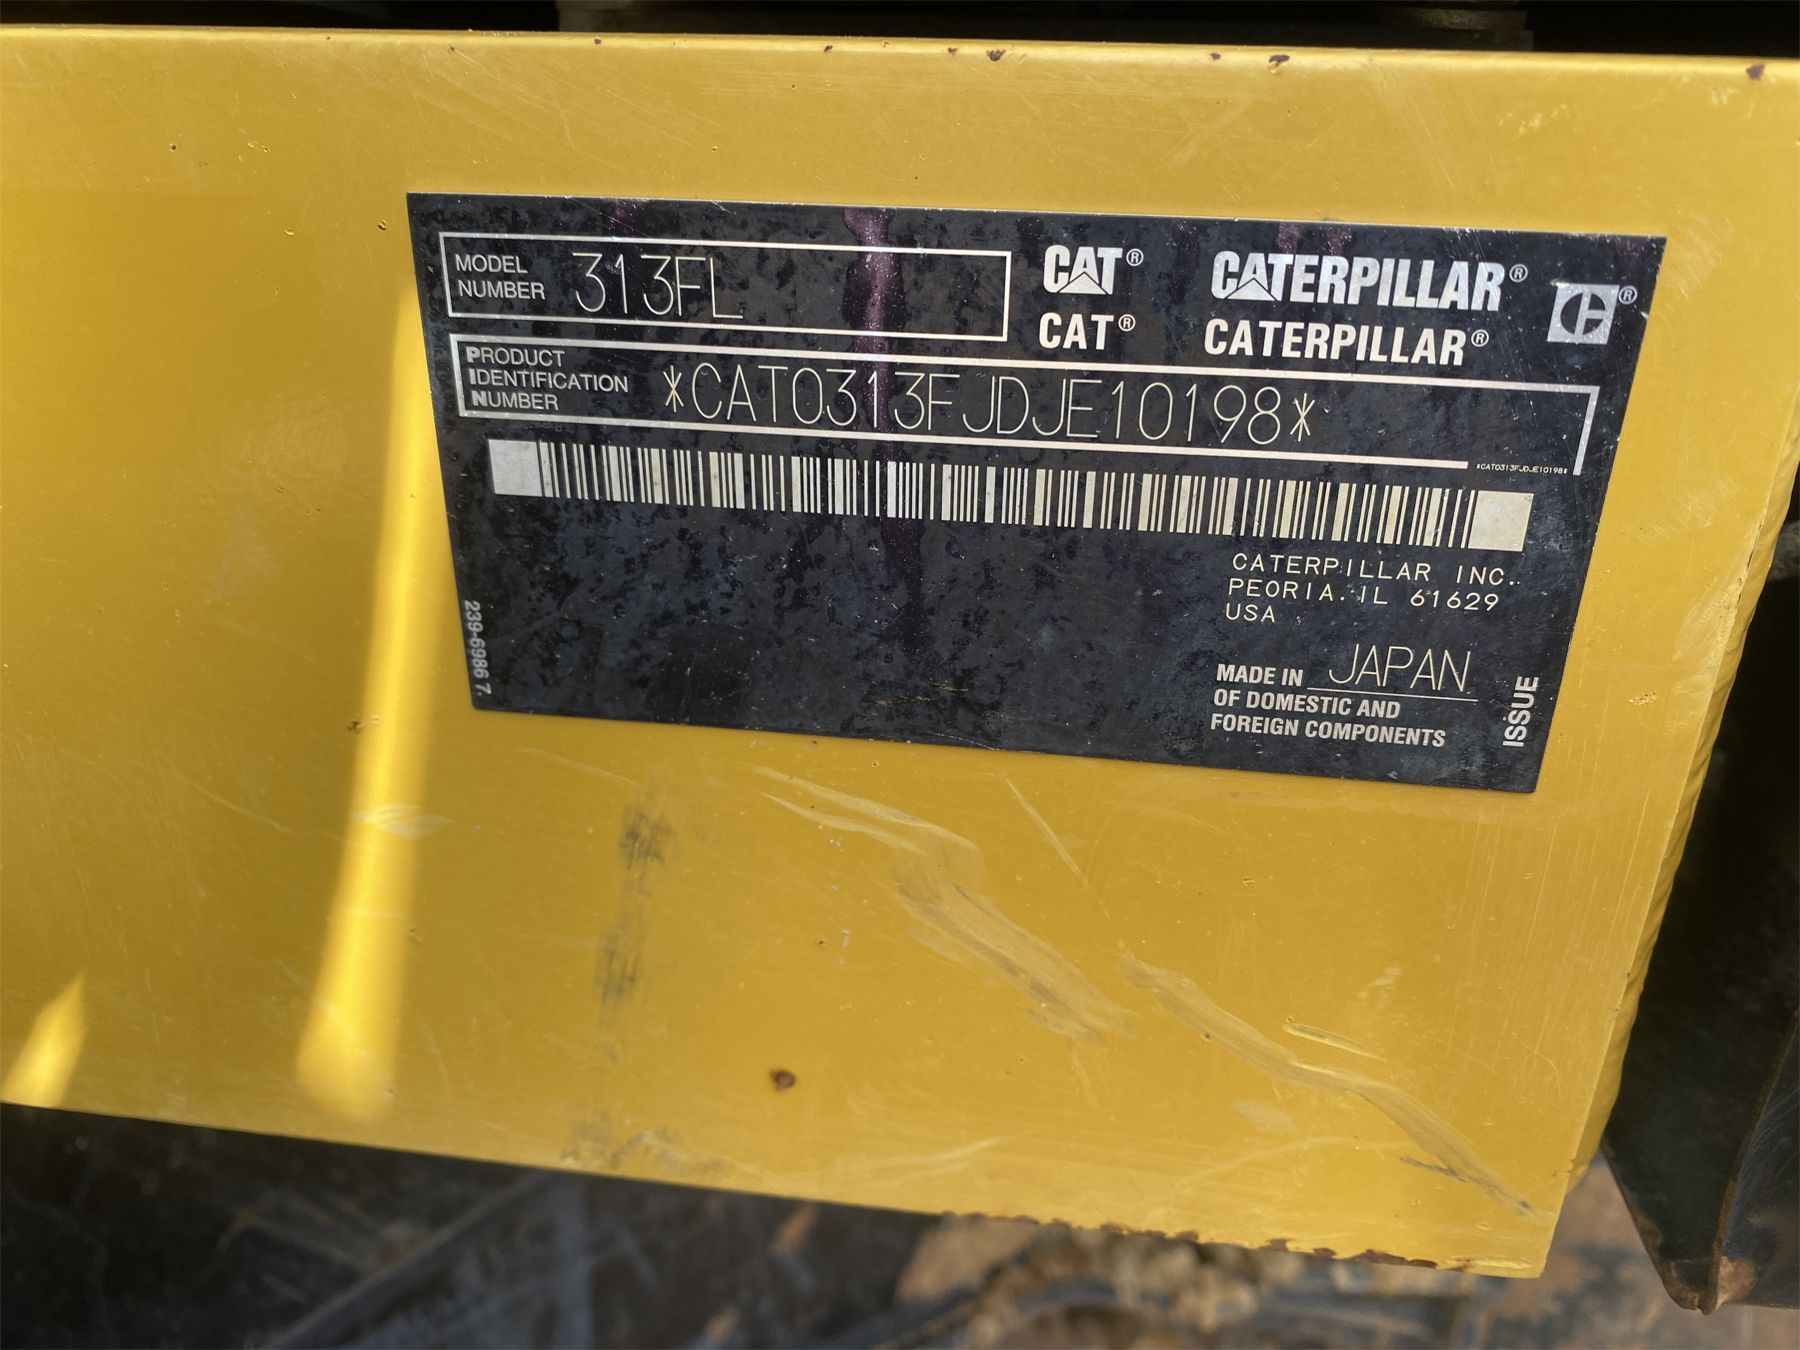 MODEL NUMBER 313FL
CAT® CATERPILLAR®
CAT® CATERPILLAR®
PRODUCT IDENTIFICATION NUMBER *CAT0313FJDJE10198*
*CAT0313FJDJE10198*
CATERPILLAR INC.
PEORIA. IL 61629
USA
MADE IN JAPAN
OF DOMESTIC AND
FOREIGN COMPONENTS
ISSUE
239-6986 7